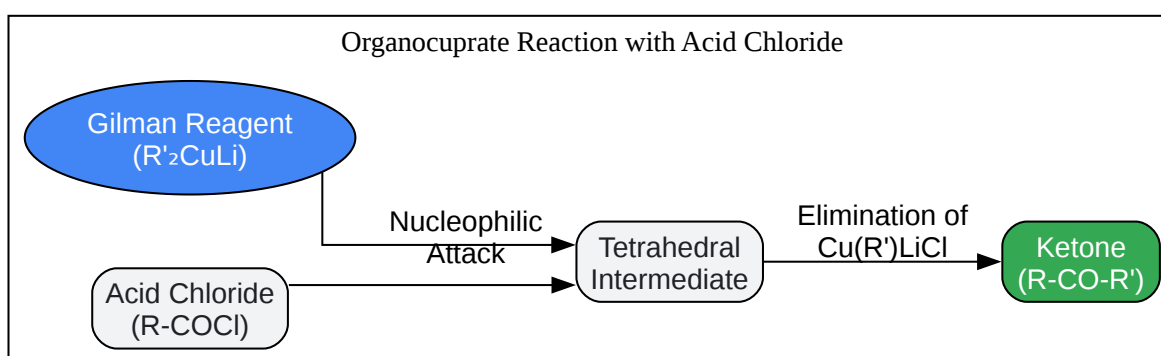 Organocuprate Reaction with Acid Chloride
Gilman Reagent
(R'₂CuLi)
Nucleophilic
Attack
Acid Chloride
(R-COCl)
Tetrahedral
Intermediate
Elimination of
Cu(R')LiCl
Ketone
(R-CO-R')